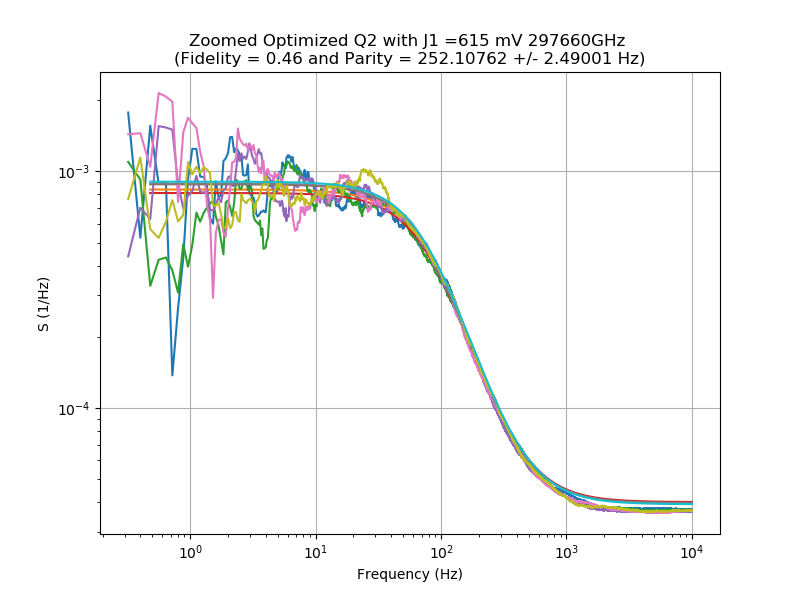 Zoomed Optimized Q2 with J1 =615 mV 297660GHz
(Fidelity = 0.46 and Parity = 252.10762 +/- 2.49001 Hz)
10⁻³
S (1/Hz)
10⁻⁴
10⁰ 10¹ 10² 10³ 10⁴
Frequency (Hz)